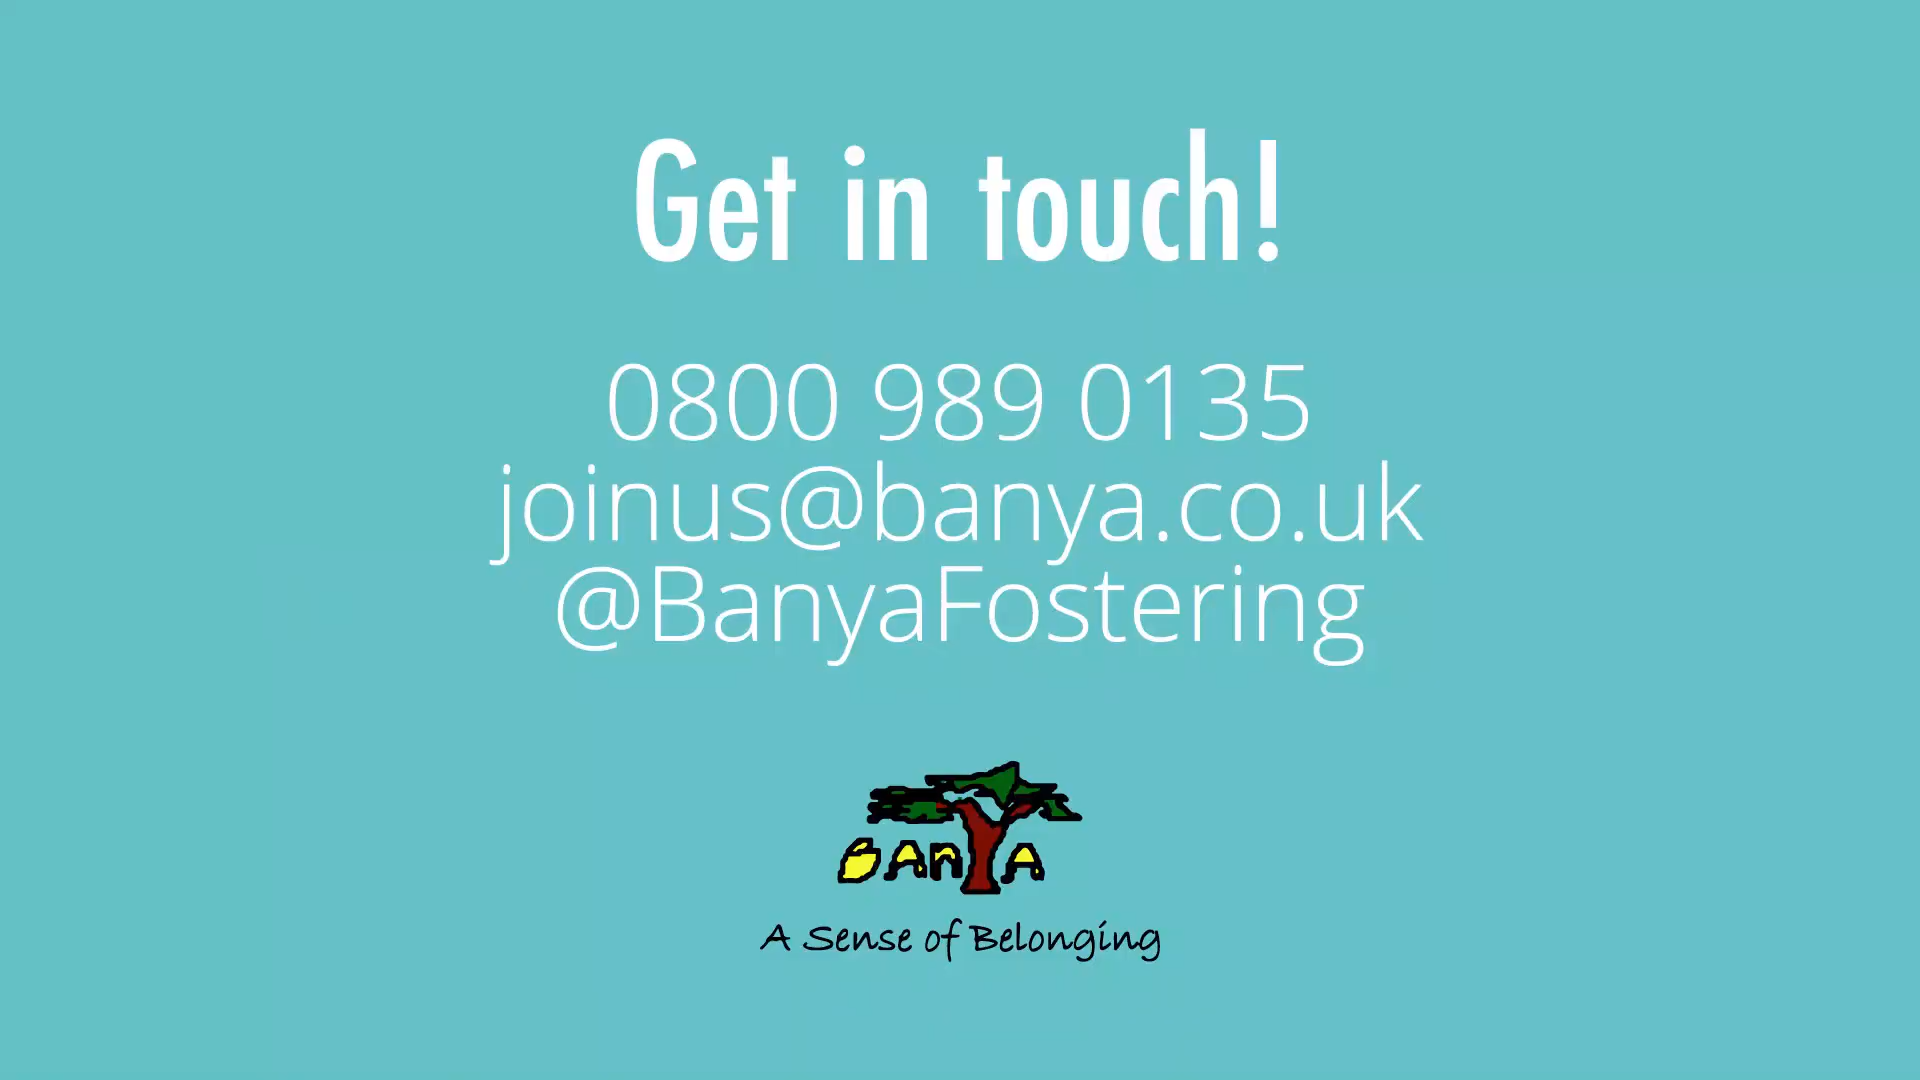 Get in touch!
0800 989 0135
joinus@banya.co.uk
@BanyaFostering
BANYA
A Sense of Belonging